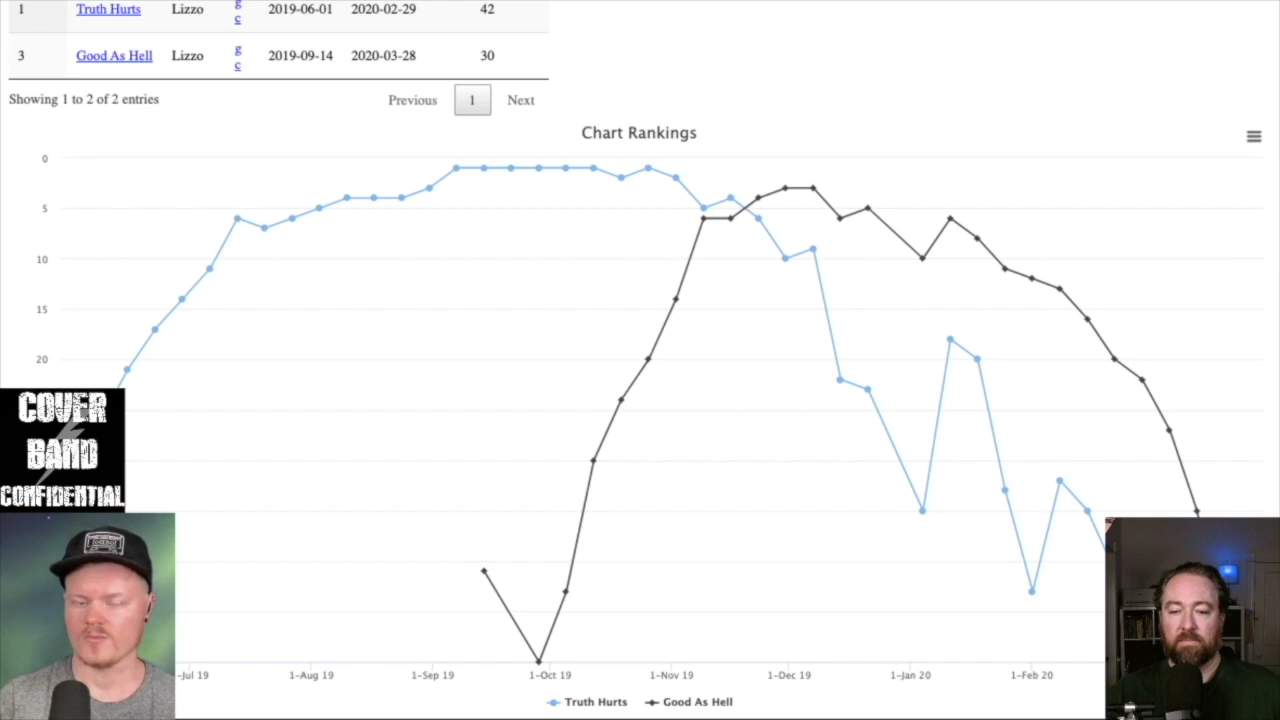 1 Truth Hurts Lizzo g c 2019-06-01 2020-02-29 42
3 Good As Hell Lizzo g c 2019-09-14 2020-03-28 30
Showing 1 to 2 of 2 entries Previous 1 Next
Chart Rankings
0
5
10
15
20
COVER
BAND
CONFIDENTIAL
-Jul 19 1-Aug 19 1-Sep 19 1-Oct 19 1-Nov 19 1-Dec 19 1-Jan 20 1-Feb 20
Truth Hurts Good As Hell